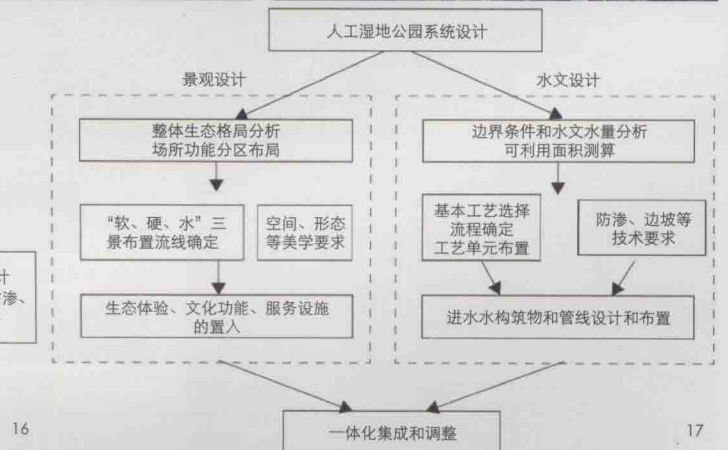 人工湿地公园系统设计
景观设计
水文设计
整体生态格局分析
场所功能分区布局
边界条件和水文水量分析
可利用面积测算
“软、硬、水”三
景布置流线确定
空间、形态
等美学要求
基本工艺选择
流程确定
工艺单元布置
防渗、边坡等
技术要求
计
渗、
生态体验、文化功能、服务设施
的置入
进水水构筑物和管线设计和布置
一体化集成和调整
16
17